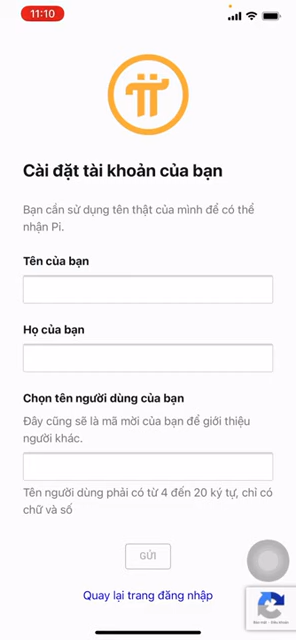 11:10
Cài đặt tài khoản của bạn
Bạn cần sử dụng tên thật của mình để có thể
nhận Pi.
Tên của bạn
Họ của bạn
Chọn tên người dùng của bạn
Đây cũng sẽ là mã mời của bạn để giới thiệu
người khác.
Tên người dùng phải có từ 4 đến 20 ký tự, chỉ có
chữ và số
GỬI
Quay lại trang đăng nhập